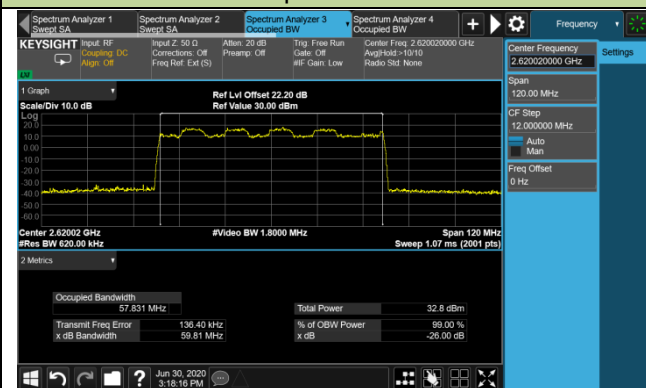 Spectrum Analyzer 1
Swept SA
Spectrum Analyzer 2
Swept SA
Spectrum Analyzer 3
Occupied BW
Spectrum Analyzer 4
Occupied BW
+
Frequency
KEYSIGHT
Input: RF
Coupling: DC
Align: Off
Input Z: 50 Ω
Corrections: Off
Freq Ref: Ext (S)
Atten: 20 dB
Preamp: Off
Trig: Free Run
Gate: Off
#IF Gain: Low
Center Freq: 2.620020000 GHz
Avg|Hold:>10/10
Radio Std: None
LXI
Center Frequency
2.620020000 GHz
Settings
Span
120.00 MHz
CF Step
12.000000 MHz
Auto
Man
Freq Offset
0 Hz
1 Graph
Scale/Div 10.0 dB
Ref Lvl Offset 22.20 dB
Ref Value 30.00 dBm
Log
20.0
10.0
0.00
-10.0
-20.0
-30.0
-40.0
-50.0
-60.0
Center 2.62002 GHz
#Res BW 620.00 kHz
#Video BW 1.8000 MHz
Span 120 MHz
Sweep 1.07 ms (2001 pts)
2 Metrics
Occupied Bandwidth
57.831 MHz
Total Power 32.8 dBm
Transmit Freq Error 136.40 kHz
% of OBW Power 99.00 %
x dB Bandwidth 59.81 MHz
x dB -26.00 dB
?
Jun 30, 2020
3:18:16 PM